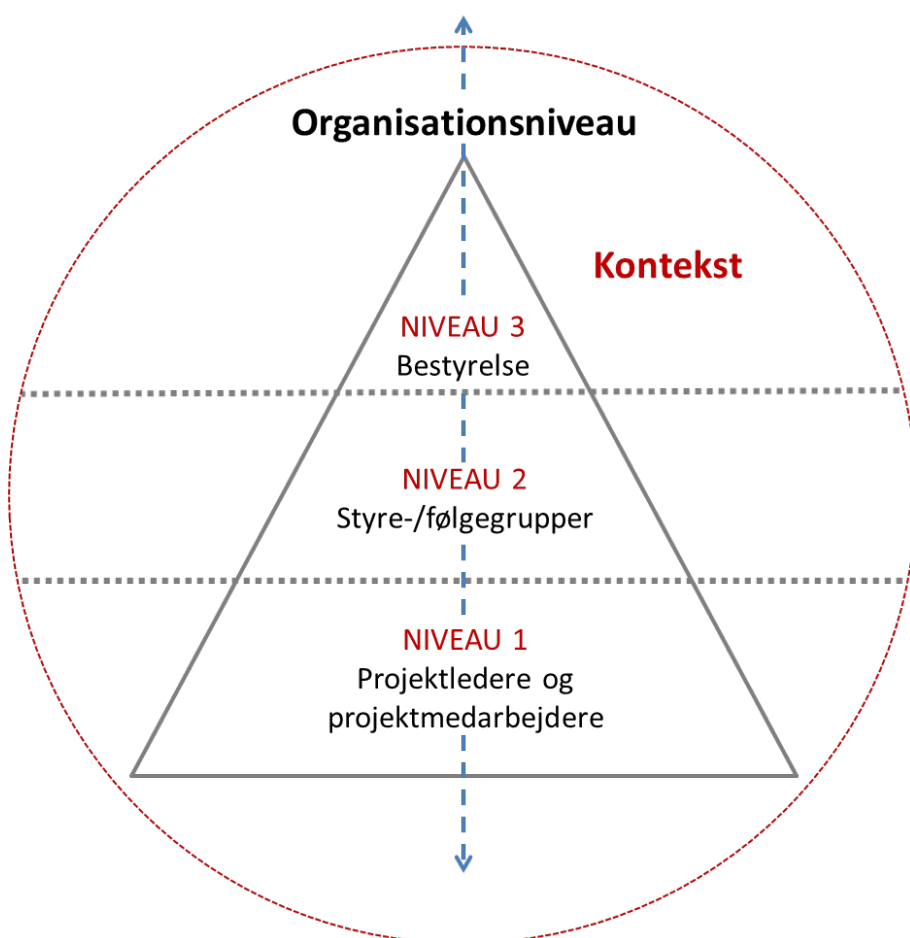 Organisationsniveau
Kontekst
NIVEAU 3
Bestyrelse
NIVEAU 2
Styre-/følgegrupper
NIVEAU 1
Projektledere og
projektmedarbejdere